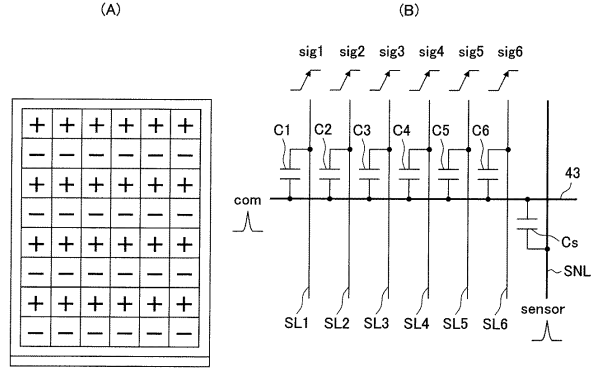 (A)
(B)
sig1 sig2 sig3 sig4 sig5 sig6
+ + + + + +
− − − − − −
+ + + + + +
− − − − − −
+ + + + + +
− − − − − −
+ + + + + +
− − − − − −
C1 C2 C3 C4 C5 C6
43
com
Cs
SNL
SL1 SL2 SL3 SL4 SL5 SL6
sensor